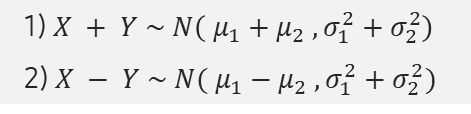 1) X + Y ~ N( μ₁ + μ₂ , σ₁² + σ₂²)
2) X − Y ~ N( μ₁ − μ₂ , σ₁² + σ₂²)